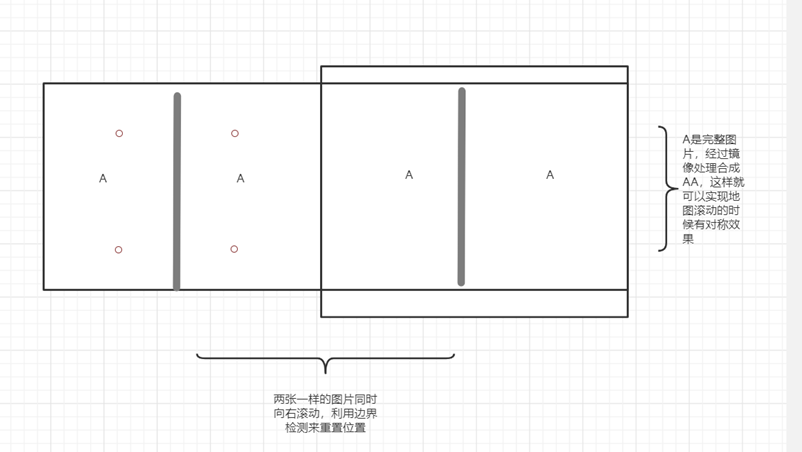 A
A
A
A
A是完整图
片，经过镜
像处理合成
AA，这样就
可以实现地
图滚动的时
候有对称效
果
两张一样的图片同时
向右滚动，利用边界
检测来重置位置